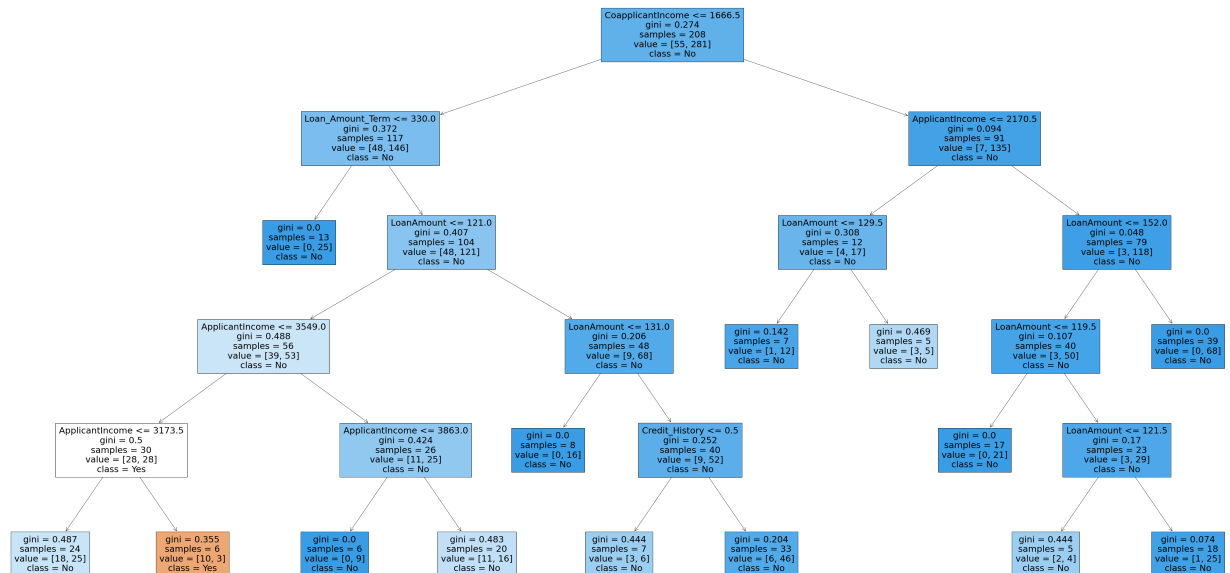 CoapplicantIncome <= 1666.5
gini = 0.274
samples = 208
value = [55, 281]
class = No
Loan_Amount_Term <= 330.0
gini = 0.372
samples = 117
value = [48, 146]
class = No
ApplicantIncome <= 2170.5
gini = 0.094
samples = 91
value = [7, 135]
class = No
gini = 0.0
samples = 13
value = [0, 25]
class = No
LoanAmount <= 121.0
gini = 0.407
samples = 104
value = [48, 121]
class = No
LoanAmount <= 129.5
gini = 0.308
samples = 12
value = [4, 17]
class = No
LoanAmount <= 152.0
gini = 0.048
samples = 79
value = [3, 118]
class = No
ApplicantIncome <= 3549.0
gini = 0.488
samples = 56
value = [39, 53]
class = No
LoanAmount <= 131.0
gini = 0.206
samples = 48
value = [9, 68]
class = No
gini = 0.142
samples = 7
value = [1, 12]
class = No
gini = 0.469
samples = 5
value = [3, 5]
class = No
LoanAmount <= 119.5
gini = 0.107
samples = 40
value = [3, 50]
class = No
gini = 0.0
samples = 39
value = [0, 68]
class = No
ApplicantIncome <= 3173.5
gini = 0.5
samples = 30
value = [28, 28]
class = Yes
ApplicantIncome <= 3863.0
gini = 0.424
samples = 26
value = [11, 25]
class = No
gini = 0.0
samples = 8
value = [0, 16]
class = No
Credit_History <= 0.5
gini = 0.252
samples = 40
value = [9, 52]
class = No
gini = 0.0
samples = 17
value = [0, 21]
class = No
LoanAmount <= 121.5
gini = 0.17
samples = 23
value = [3, 29]
class = No
gini = 0.487
samples = 24
value = [18, 25]
class = No
gini = 0.355
samples = 6
value = [10, 3]
class = Yes
gini = 0.0
samples = 6
value = [0, 9]
class = No
gini = 0.483
samples = 20
value = [11, 16]
class = No
gini = 0.444
samples = 7
value = [3, 6]
class = No
gini = 0.204
samples = 33
value = [6, 46]
class = No
gini = 0.444
samples = 5
value = [2, 4]
class = No
gini = 0.074
samples = 18
value = [1, 25]
class = No